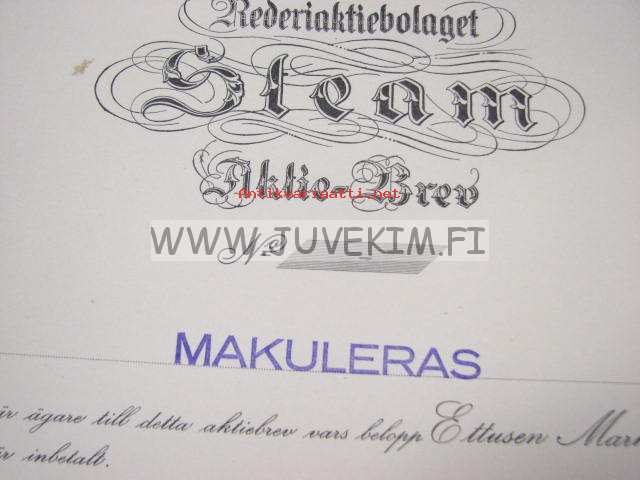 Rederiaktiebolaget
Steam
Aktie-Brev
Antikvariaatti.net
WWW.JUVEKIM.FI
No
MAKULERAS
är ägare till detta aktiebrev vars belopp Ettusen Mark
är inbetalt.